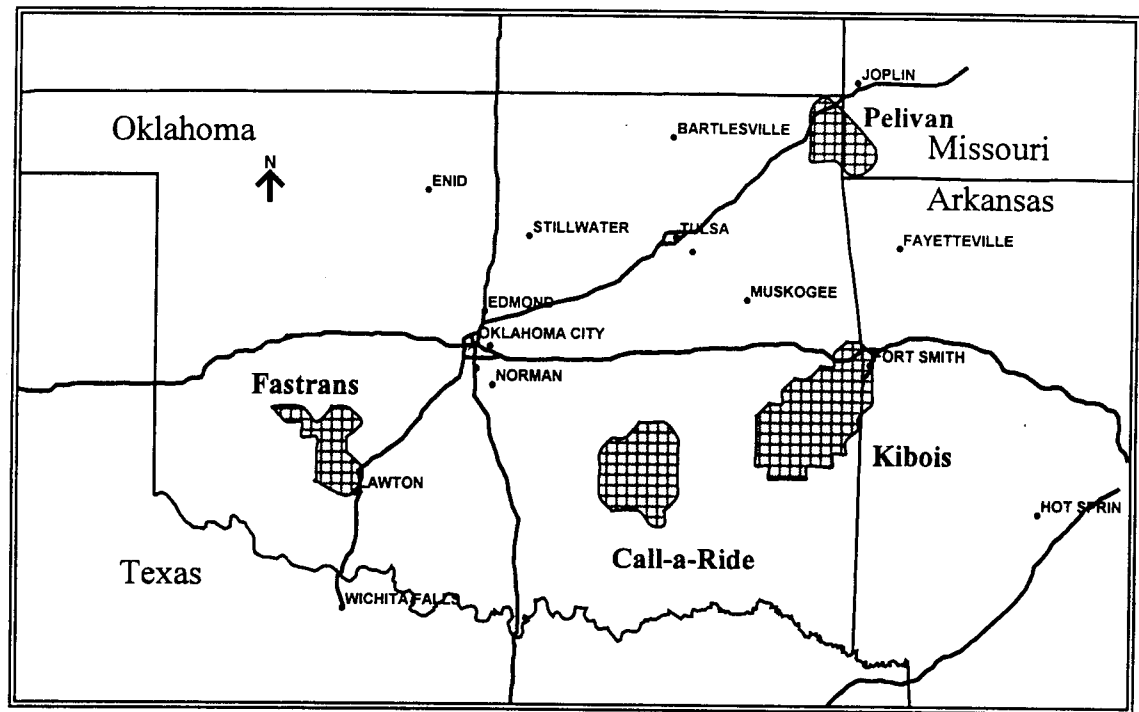 JOPLIN
Pelivan
Oklahoma
BARTLESVILLE
Missouri
N
ENID
Arkansas
STILLWATER
TULSA
FAYETTEVILLE
MUSKOGEE
EDMOND
OKLAHOMA CITY
FORT SMITH
NORMAN
Fastrans
Kibois
LAWTON
HOT SPRIN
Call-a-Ride
Texas
WICHITA FALLS